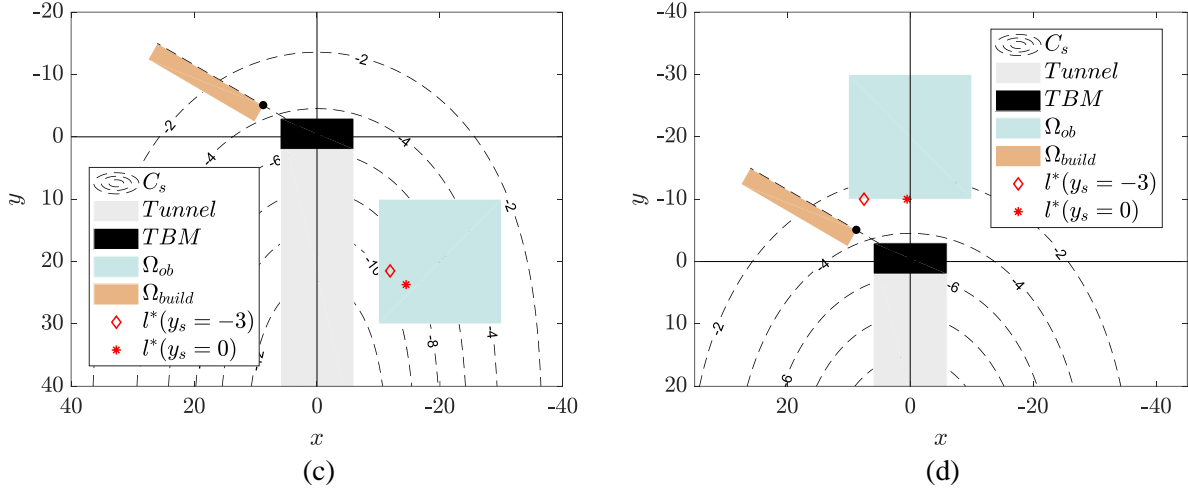 -20
-10
0
10
20
30
40
y
40
20
0
-20
-40
x
-2
-2
-2
-4
-4
-4
-6
-8
-10
C_s
Tunnel
TBM
Ω_ob
Ω_build
l*(y_s = −3)
l*(y_s = 0)
(c)
-40
-30
-20
-10
0
10
20
y
20
0
-20
-40
x
-2
-2
-4
-4
-6
-6
C_s
Tunnel
TBM
Ω_ob
Ω_build
l*(y_s = −3)
l*(y_s = 0)
(d)